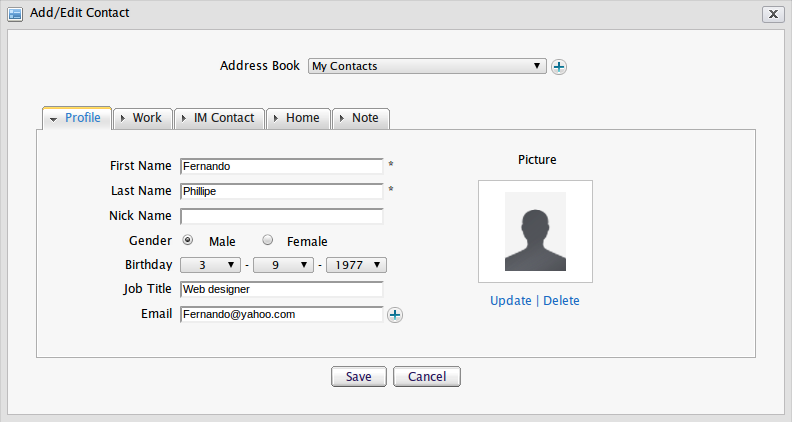 Add/Edit Contact
Address Book My Contacts
Profile Work IM Contact Home Note
First Name Fernando *
Last Name Phillipe *
Nick Name
Gender Male Female
Birthday 3 - 9 - 1977
Job Title Web designer
Email Fernando@yahoo.com
Picture
Update | Delete
Save Cancel